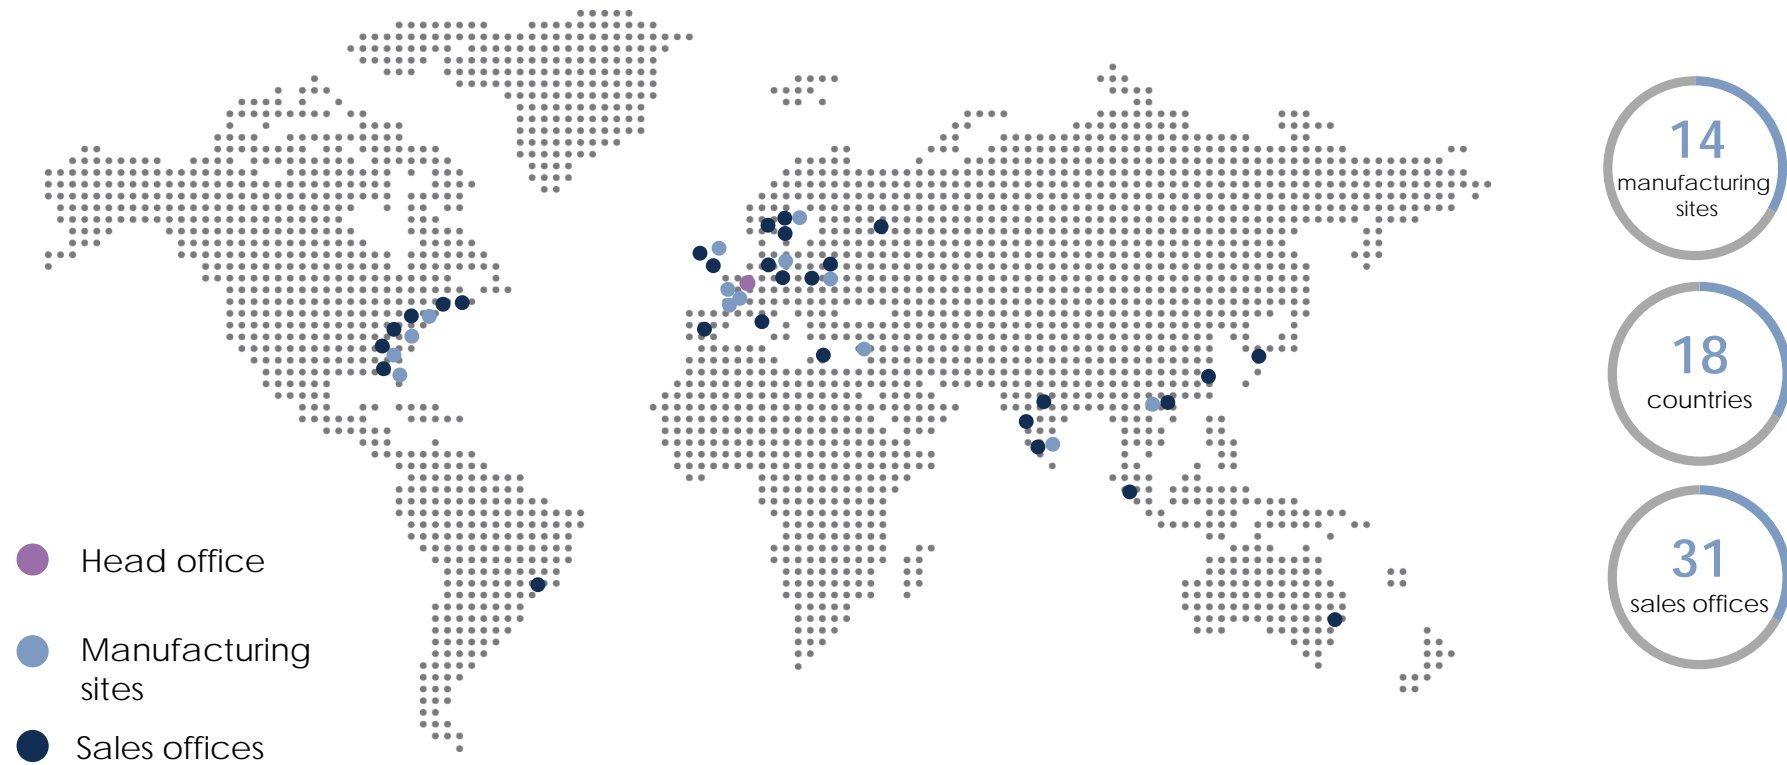 14
manufacturing
sites
18
countries
31
sales offices
Head office
Manufacturing
sites
Sales offices